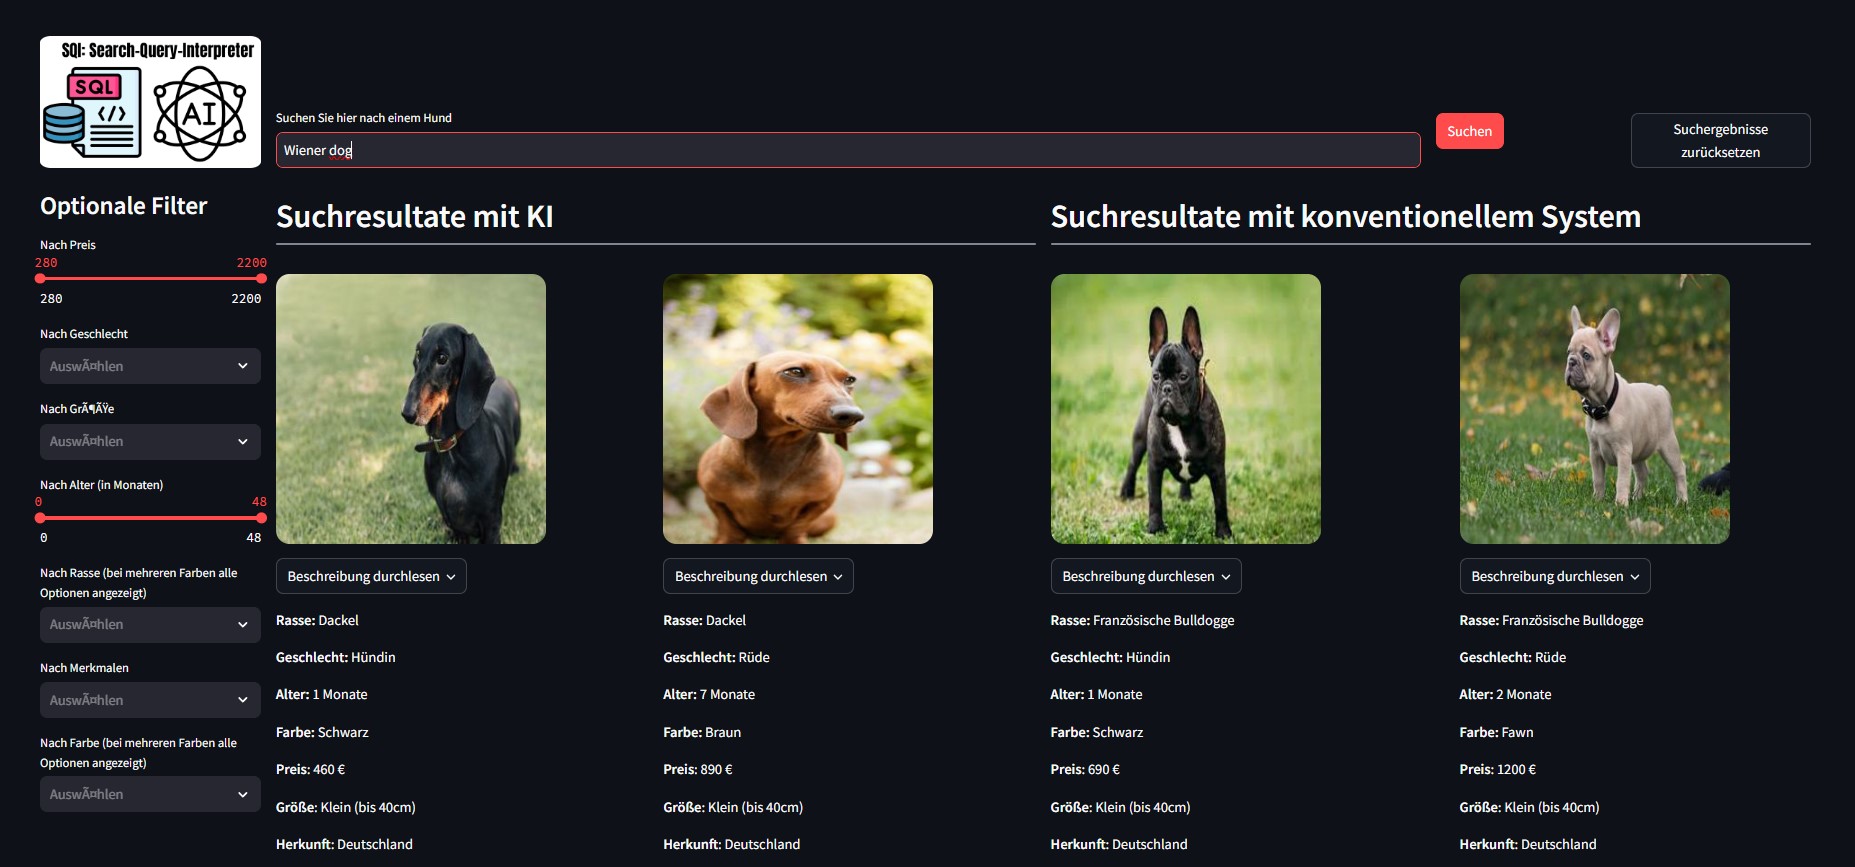 SQI: Search-Query-Interpreter
SQL
</>
AI
Suchen Sie hier nach einem Hund
Wiener dog
Suchen
Suchergebnisse
zurücksetzen
Optionale Filter
Nach Preis
280 2200
280 2200
Nach Geschlecht
AuswÃ¤hlen
Nach GrÃ¶ÃŸe
AuswÃ¤hlen
Nach Alter (in Monaten)
0 48
0 48
Nach Rasse (bei mehreren Farben alle
Optionen angezeigt)
AuswÃ¤hlen
Nach Merkmalen
AuswÃ¤hlen
Nach Farbe (bei mehreren Farben alle
Optionen angezeigt)
AuswÃ¤hlen
Suchresultate mit KI
Beschreibung durchlesen
Rasse: Dackel
Geschlecht: Hündin
Alter: 1 Monate
Farbe: Schwarz
Preis: 460 €
Größe: Klein (bis 40cm)
Herkunft: Deutschland
Beschreibung durchlesen
Rasse: Dackel
Geschlecht: Rüde
Alter: 7 Monate
Farbe: Braun
Preis: 890 €
Größe: Klein (bis 40cm)
Herkunft: Deutschland
Suchresultate mit konventionellem System
Beschreibung durchlesen
Rasse: Französische Bulldogge
Geschlecht: Hündin
Alter: 1 Monate
Farbe: Schwarz
Preis: 690 €
Größe: Klein (bis 40cm)
Herkunft: Deutschland
Beschreibung durchlesen
Rasse: Französische Bulldogge
Geschlecht: Rüde
Alter: 2 Monate
Farbe: Fawn
Preis: 1200 €
Größe: Klein (bis 40cm)
Herkunft: Deutschland